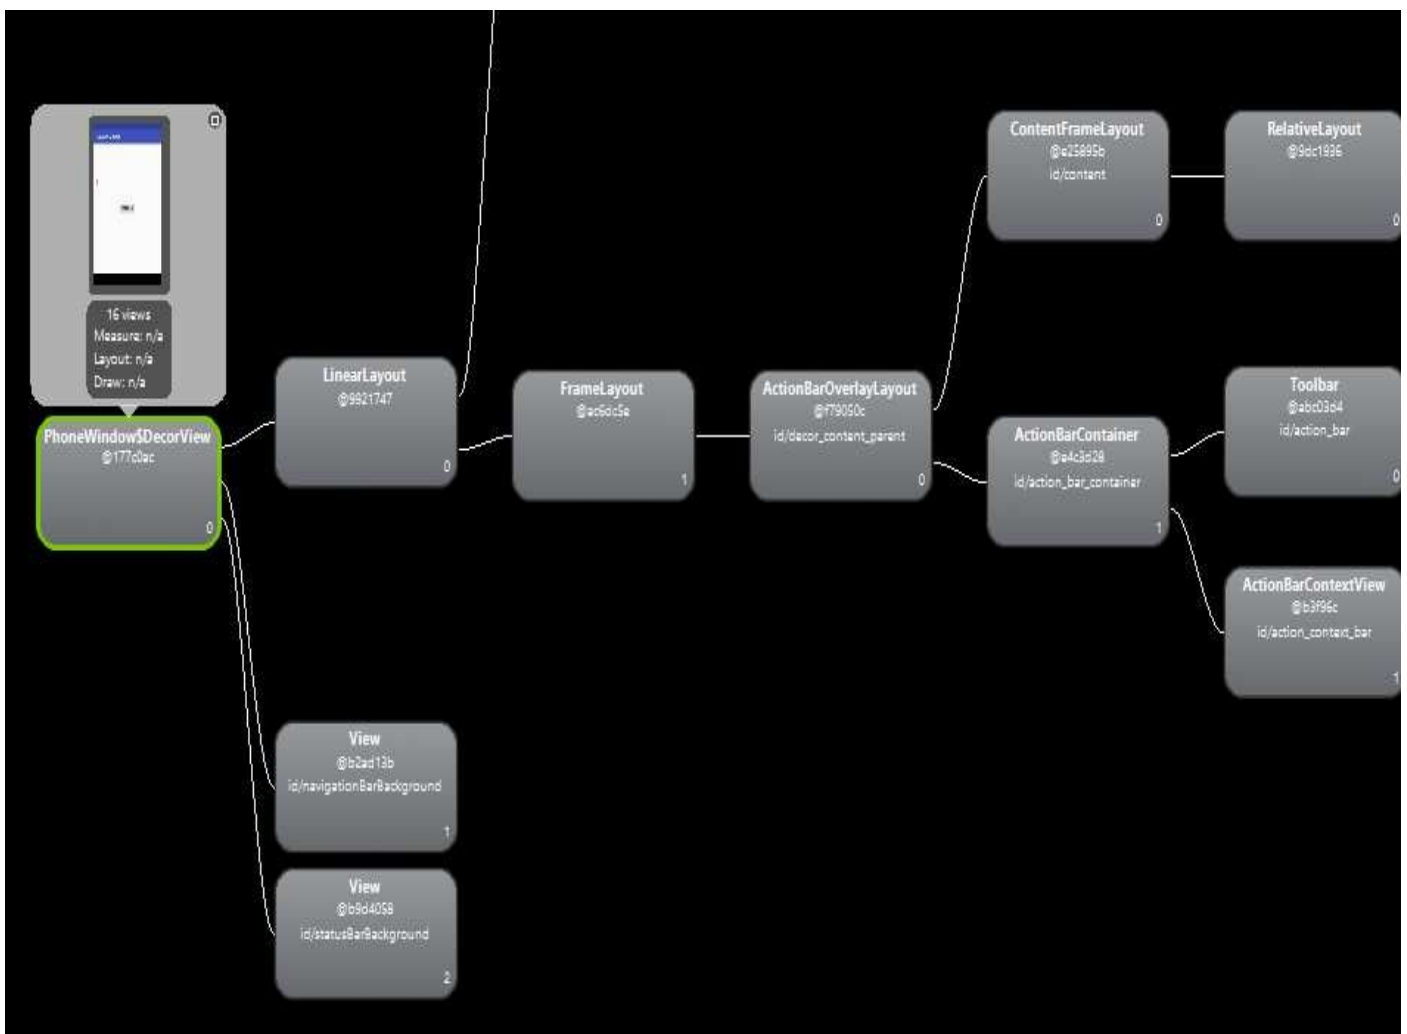 16 views
Measure: n/a
Layout: n/a
Draw: n/a
PhoneWindow$DecorView
@177c0ac
0
LinearLayout
@9921747
0
FrameLayout
@ac6dc5e
1
ActionBarOverlayLayout
@f79050c
id/decor_content_parent
0
ContentFrameLayout
@e25895b
id/content
0
RelativeLayout
@9dc1936
0
ActionBarContainer
@a4c3d28
id/action_bar_container
1
Toolbar
@abc03d4
id/action_bar
0
ActionBarContextView
@b3f96c
id/action_context_bar
1
View
@b2ad13b
id/navigationBarBackground
1
View
@b9d4058
id/statusBarBackground
2